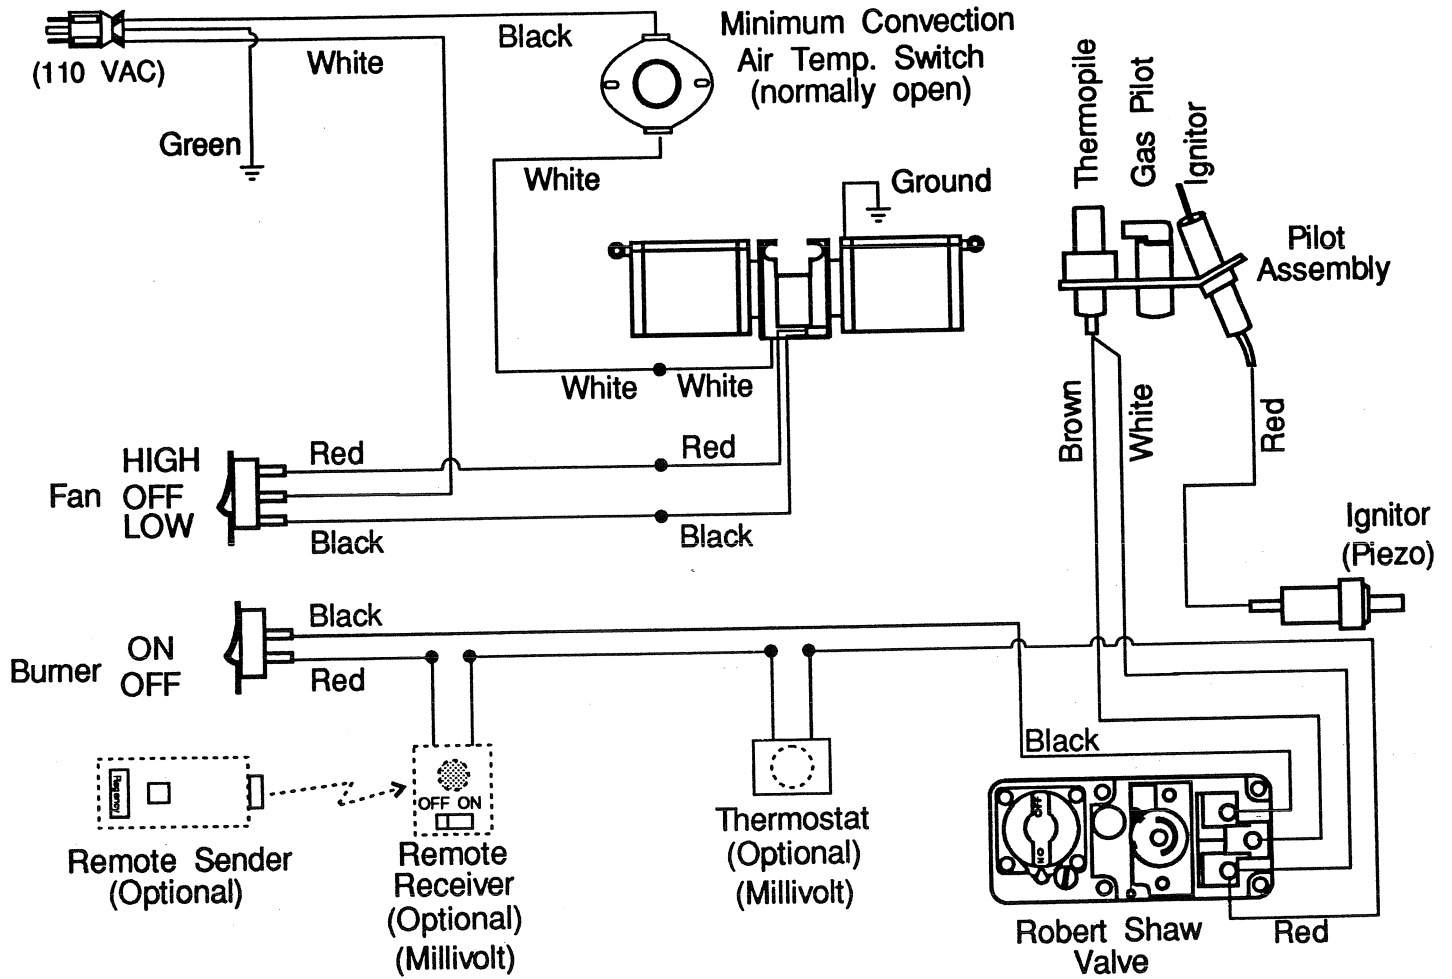 Black
Minimum Convection
Air Temp. Switch
(normally open)
(110 VAC)
White
Green
White
Ground
Thermopile
Gas Pilot
Ignitor
Pilot
Assembly
White
White
Brown
White
Red
HIGH
Fan OFF
LOW
Red
Red
Black
Black
Ignitor
(Piezo)
Black
ON
Burner
OFF
Red
Black
Regency
OFF ON
OFF
ON
Remote Sender
(Optional)
Remote
Receiver
(Optional)
(Millivolt)
Thermostat
(Optional)
(Millivolt)
Robert Shaw
Valve
Red